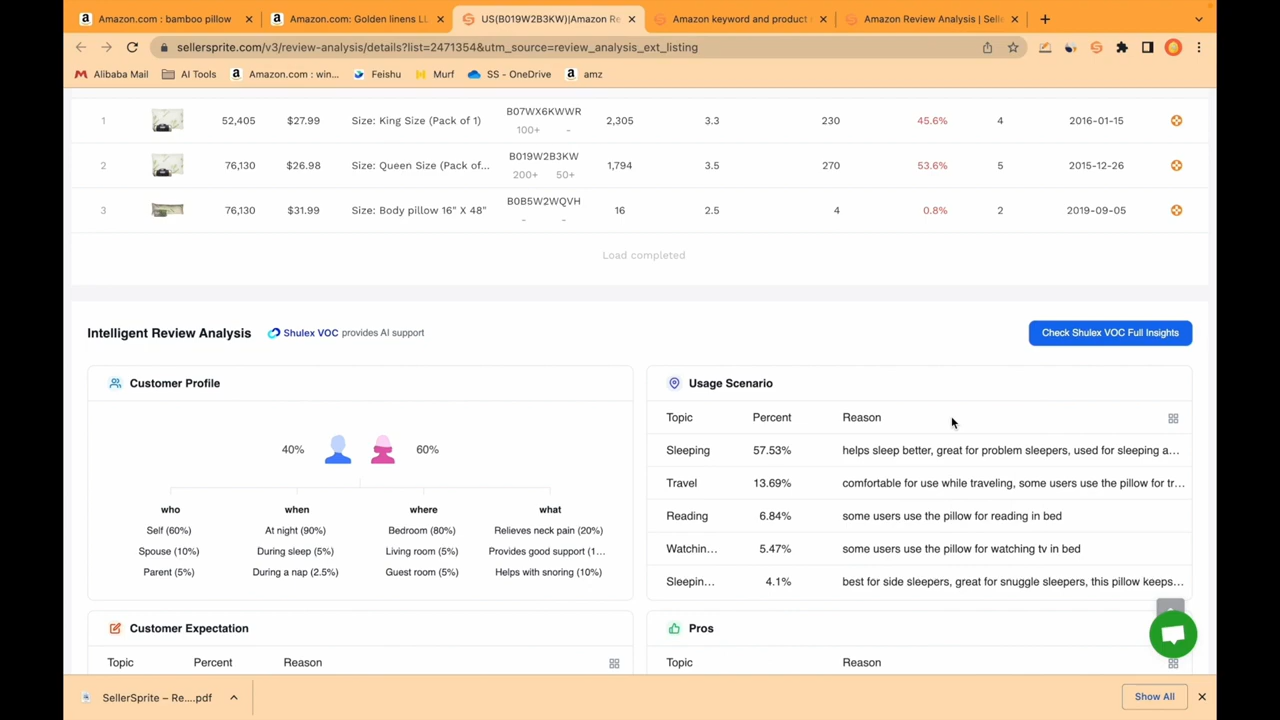 Amazon.com : bamboo pillow
Amazon.com: Golden linens LL
US(B019W2B3KW)|Amazon Re
Amazon keyword and product
Amazon Review Analysis | Selle
sellersprite.com/v3/review-analysis/details?list=2471354&utm_source=review_analysis_ext_listing
Alibaba Mail AI Tools Amazon.com : win... Feishu Murf SS - OneDrive amz
1 52,405 $27.99 Size: King Size (Pack of 1) B07WX6KWWR 2,305 3.3 230 45.6% 4 2016-01-15
100+ -
2 76,130 $26.98 Size: Queen Size (Pack of... B019W2B3KW 1,794 3.5 270 53.6% 5 2015-12-26
200+ 50+
3 76,130 $31.99 Size: Body pillow 16" X 48" B0B5W2WQVH 16 2.5 4 0.8% 2 2019-09-05
- -
Load completed
Intelligent Review Analysis Shulex VOC provides AI support
Check Shulex VOC Full Insights
Customer Profile
40% 60%
who when where what
Self (60%) At night (90%) Bedroom (80%) Relieves neck pain (20%)
Spouse (10%) During sleep (5%) Living room (5%) Provides good support (1...
Parent (5%) During a nap (2.5%) Guest room (5%) Helps with snoring (10%)
Usage Scenario
Topic Percent Reason
Sleeping 57.53% helps sleep better, great for problem sleepers, used for sleeping a...
Travel 13.69% comfortable for use while traveling, some users use the pillow for tr...
Reading 6.84% some users use the pillow for reading in bed
Watchin... 5.47% some users use the pillow for watching tv in bed
Sleepin... 4.1% best for side sleepers, great for snuggle sleepers, this pillow keeps...
Customer Expectation
Topic Percent Reason
Pros
Topic Reason
SellerSprite – Re....pdf
Show All